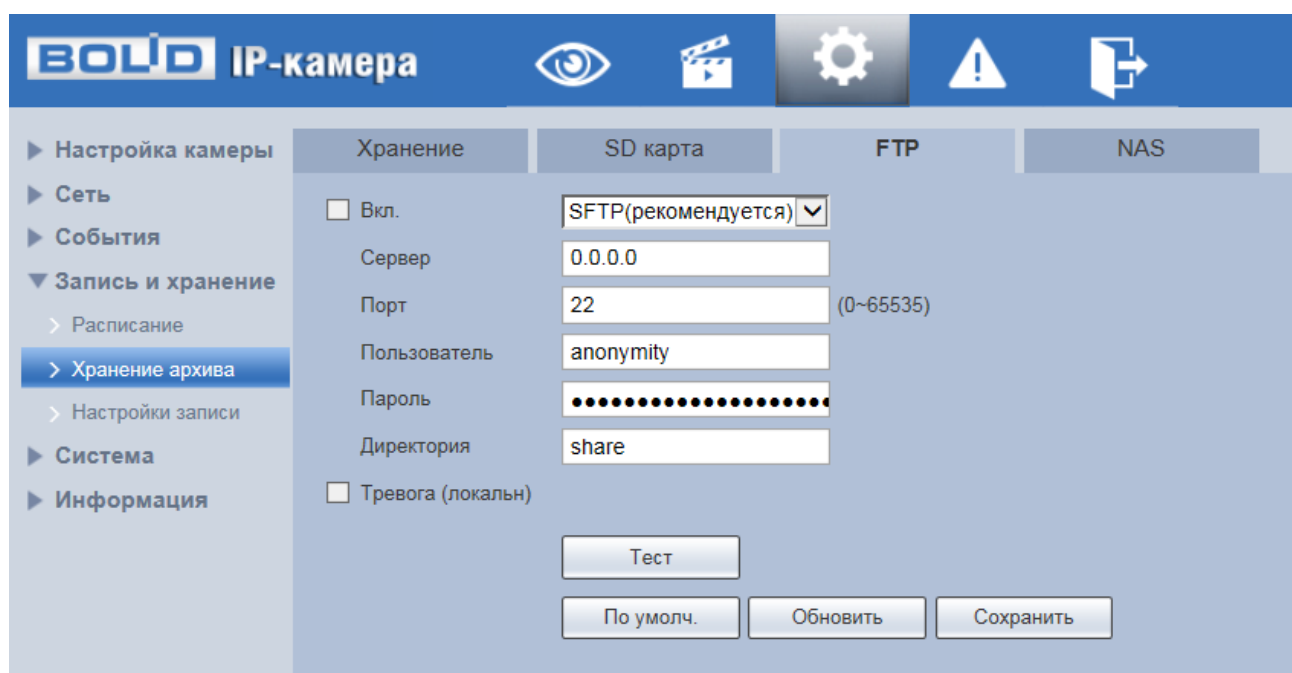 BOLID IP-камера
Настройка камеры
Сеть
События
Запись и хранение
Расписание
Хранение архива
Настройки записи
Система
Информация
Хранение SD карта FTP NAS
Вкл. SFTP(рекомендуется)
Сервер 0.0.0.0
Порт 22 (0~65535)
Пользователь anonymity
Пароль ●●●●●●●●●●●●●●●●●●●●●
Директория share
Тревога (локальн)
Тест
По умолч. Обновить Сохранить